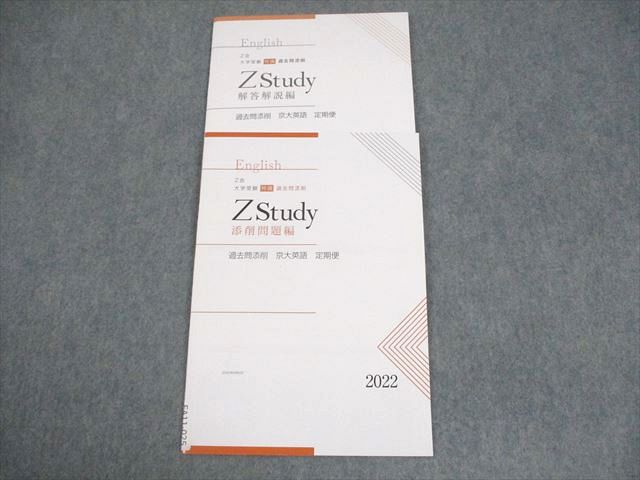 English
Z会
大学受験 特講 過去問添削
Z Study
解答解説編
過去問添削 京大英語 定期便
English
Z会
大学受験 特講 過去問添削
Z Study
添削問題編
過去問添削 京大英語 定期便
2022
EA11-025